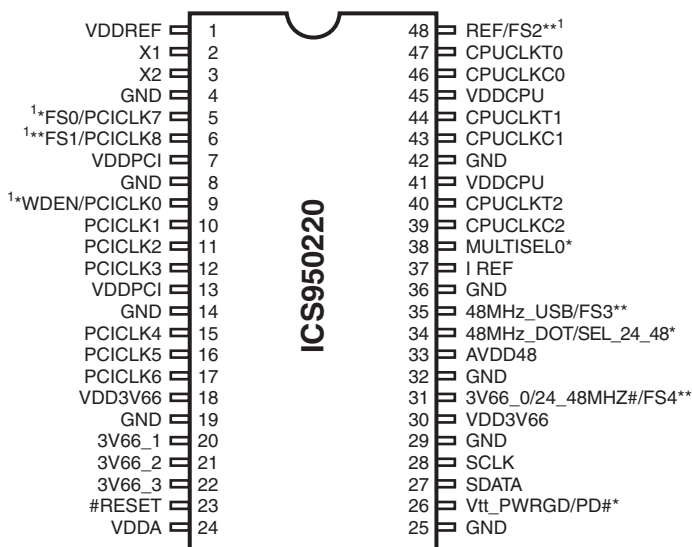 VDDREF 1 48 REF/FS2**1
X1 2 47 CPUCLKT0
X2 3 46 CPUCLKC0
GND 4 45 VDDCPU
1*FS0/PCICLK7 5 44 CPUCLKT1
1**FS1/PCICLK8 6 43 CPUCLKC1
VDDPCI 7 42 GND
GND 8 41 VDDCPU
1*WDEN/PCICLK0 9 40 CPUCLKT2
PCICLK1 10 39 CPUCLKC2
PCICLK2 11 38 MULTISEL0*
PCICLK3 12 37 I REF
VDDPCI 13 36 GND
GND 14 35 48MHz_USB/FS3**
PCICLK4 15 34 48MHz_DOT/SEL_24_48*
PCICLK5 16 33 AVDD48
PCICLK6 17 32 GND
VDD3V66 18 31 3V66_0/24_48MHZ#/FS4**
GND 19 30 VDD3V66
3V66_1 20 29 GND
3V66_2 21 28 SCLK
3V66_3 22 27 SDATA
#RESET 23 26 Vtt_PWRGD/PD#*
VDDA 24 25 GND
ICS950220